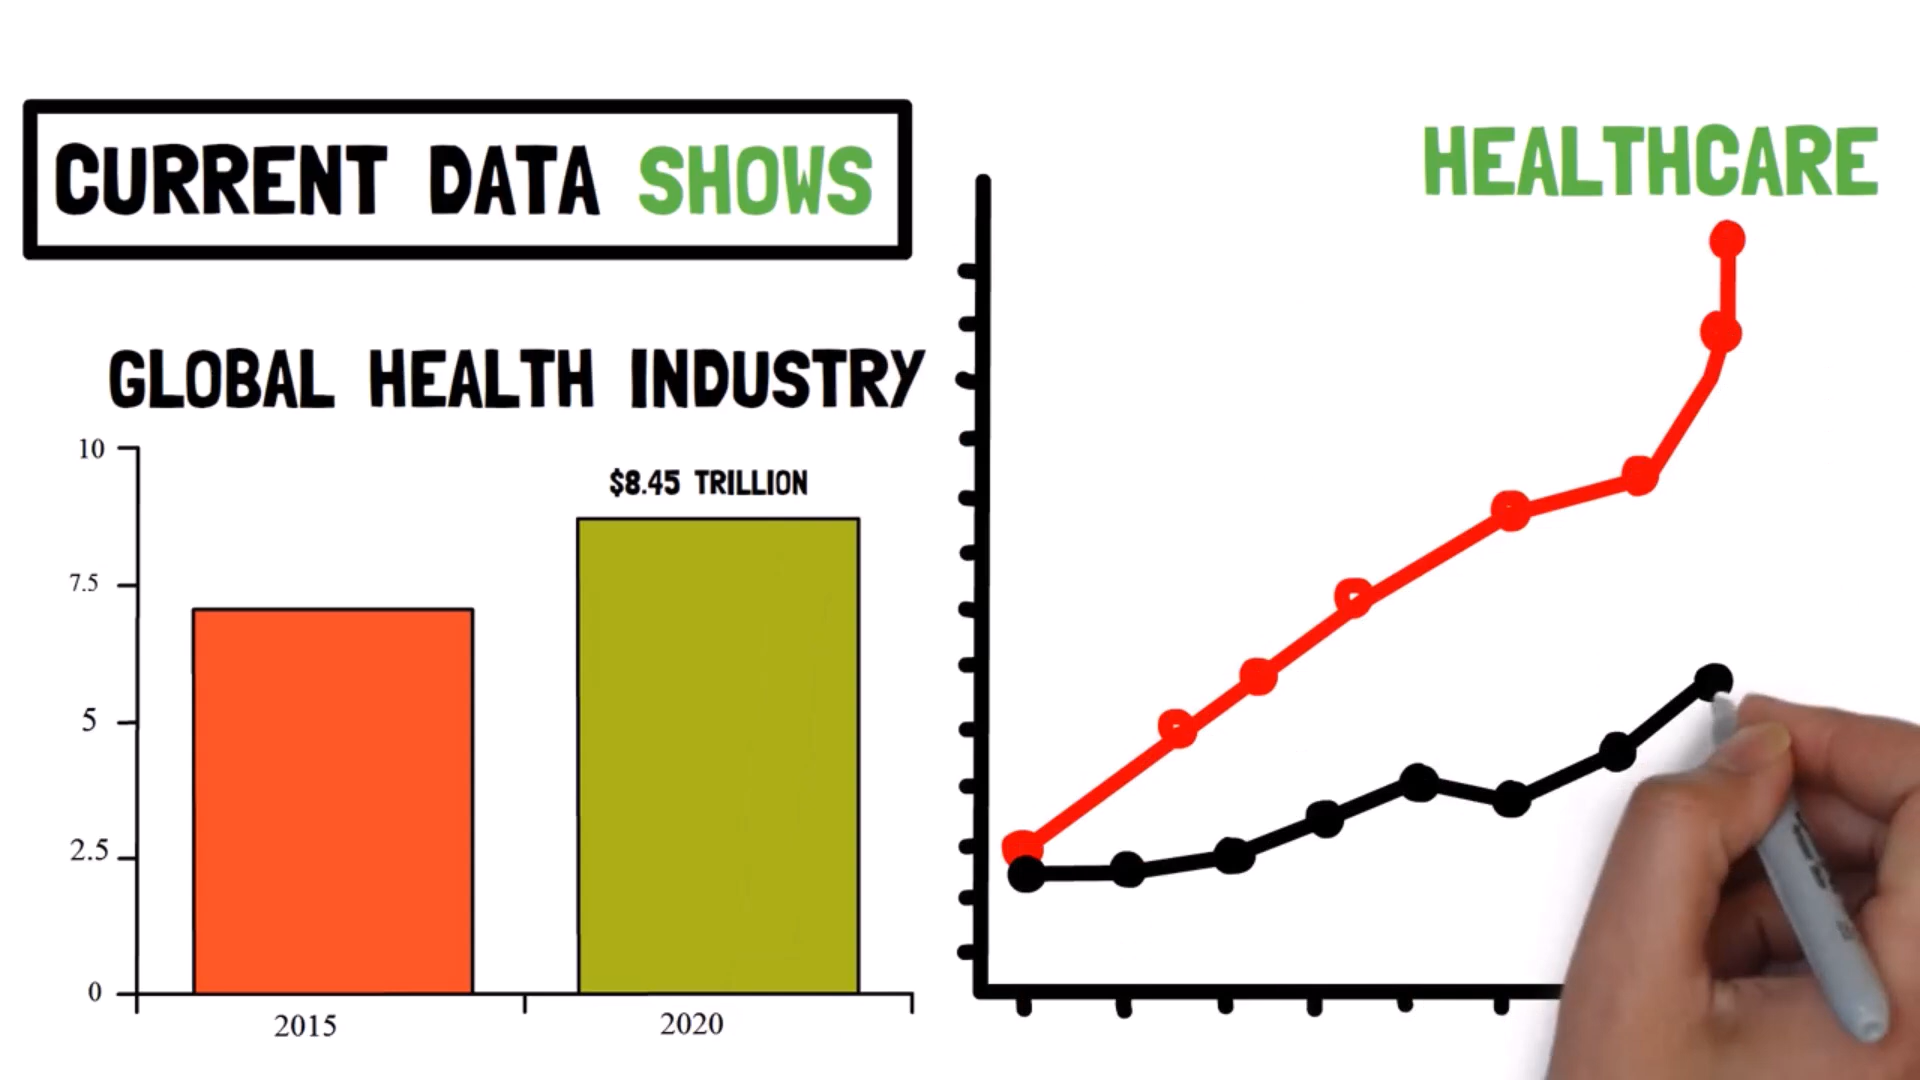 CURRENT DATA SHOWS
GLOBAL HEALTH INDUSTRY
10
7.5
5
2.5
0
$8.45 TRILLION
2015
2020
HEALTHCARE